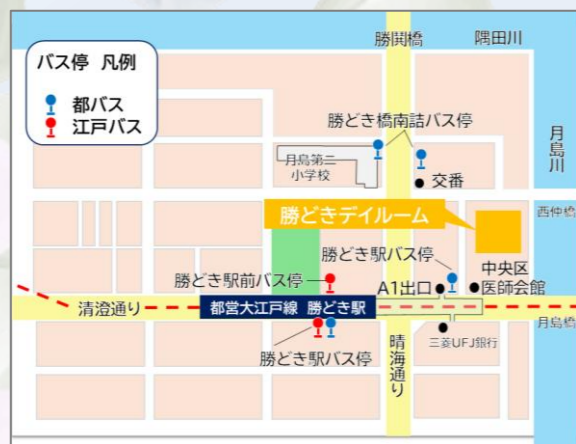 勝閧橋
隅田川
バス停 凡例
都バス
江戸バス
勝どき橋南詰バス停
月島川
月島第二
小学校
交番
西仲橋
勝どきデイルーム
勝どき駅バス停
中央区
医師会館
勝どき駅前バス停
A1出口
清澄通り
都営大江戸線 勝どき駅
月島橋
三菱UFJ銀行
勝どき駅バス停
晴海通り